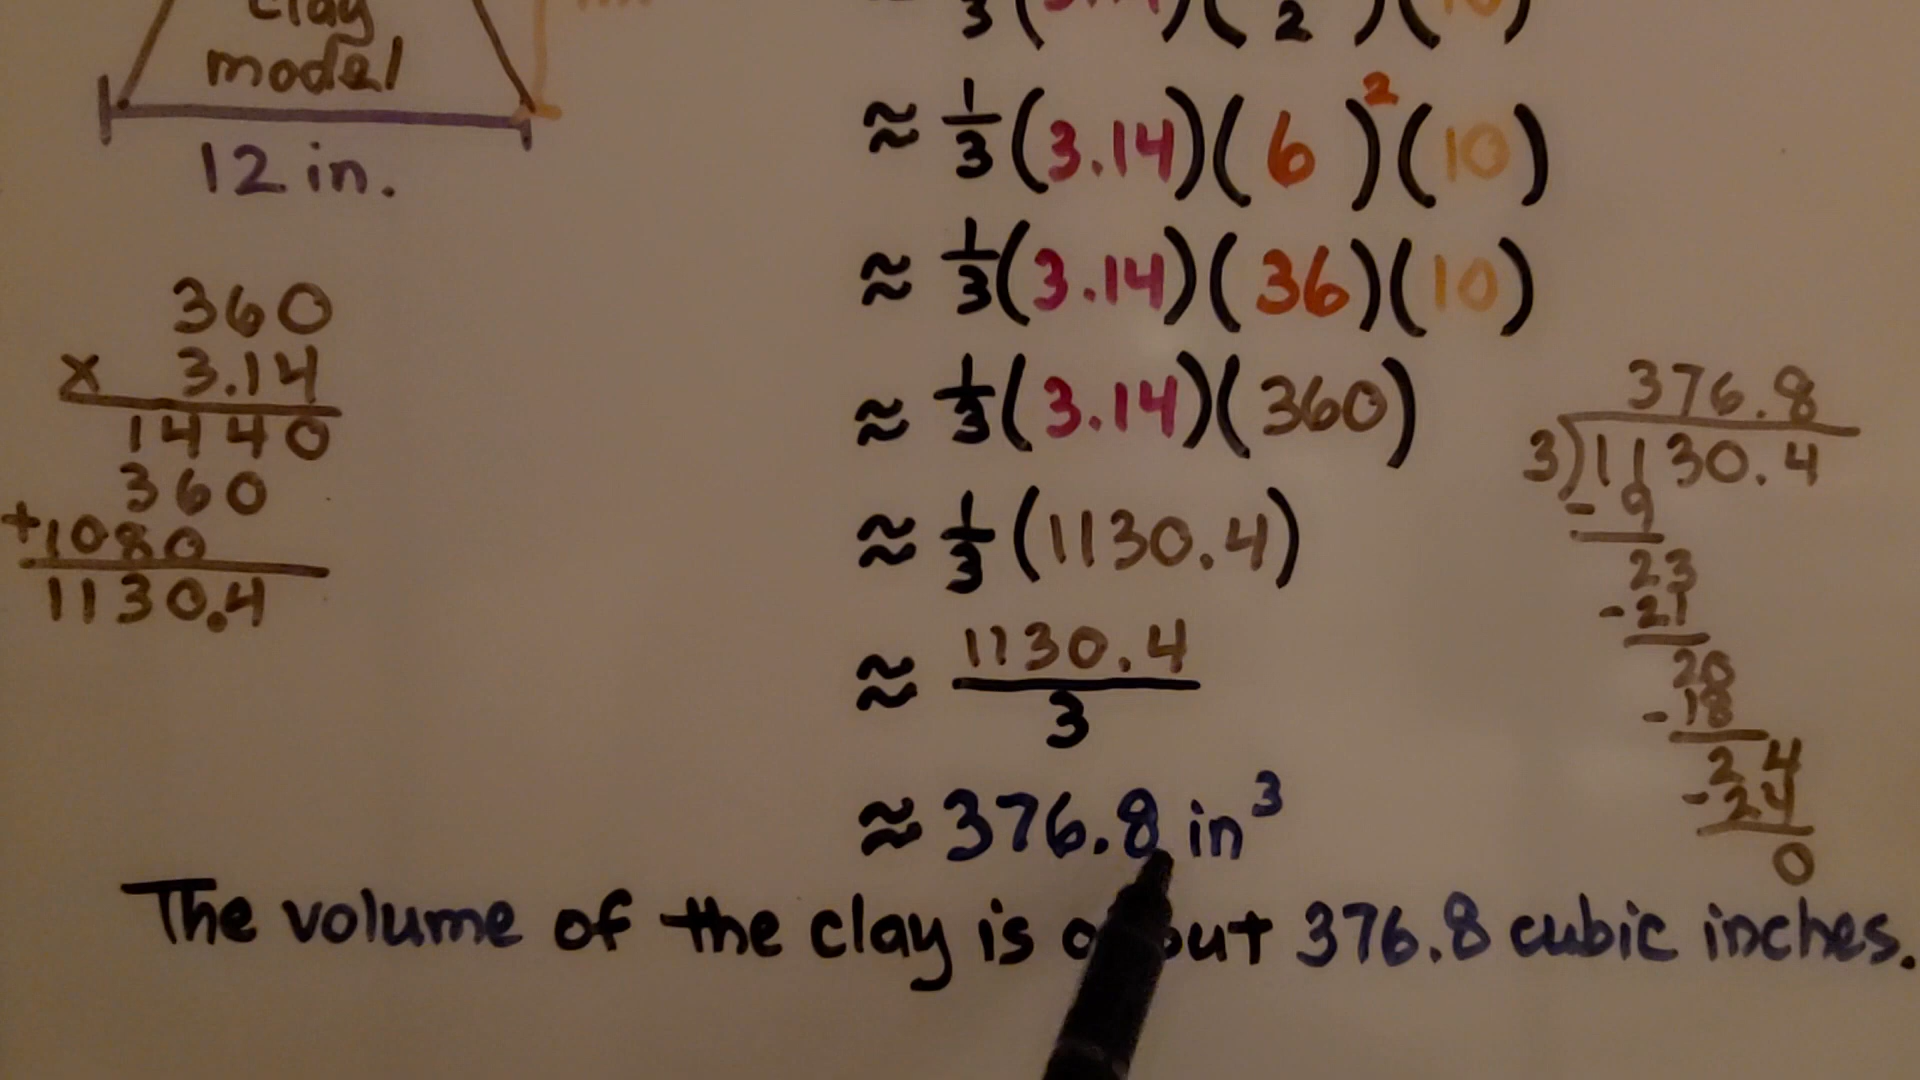 clay
model
12 in.
360
x 3.14
1440
360
+1080
1130.4
≈ 1/3 (3.14)(6)²(10)
≈ 1/3 (3.14)(36)(10)
≈ 1/3 (3.14)(360)
≈ 1/3 (1130.4)
≈ 1130.4
3
≈ 376.8 in³
376.8
3)1130.4
-9
23
-21
20
-18
24
-24
0
The volume of the clay is about 376.8 cubic inches.